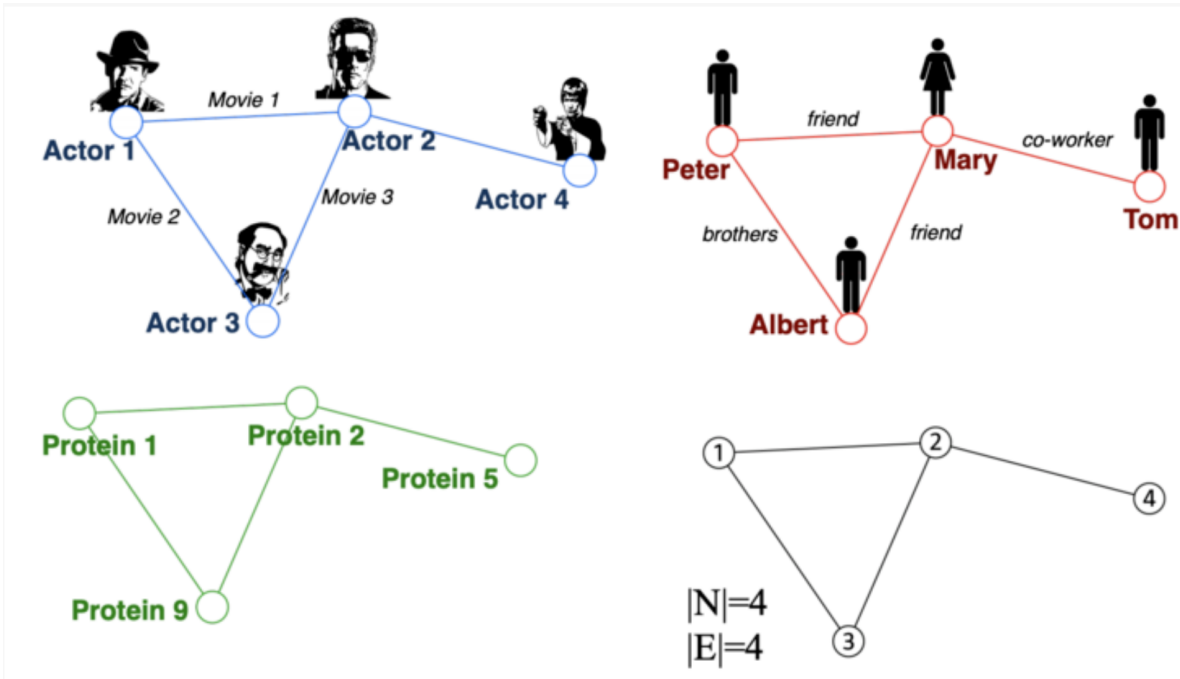 Movie 1
Actor 1
Actor 2
Actor 4
Movie 2
Movie 3
Actor 3
friend
co-worker
Peter
Mary
Tom
brothers
friend
Albert
Protein 1
Protein 2
Protein 5
Protein 9
1
2
4
3
|N|=4
|E|=4